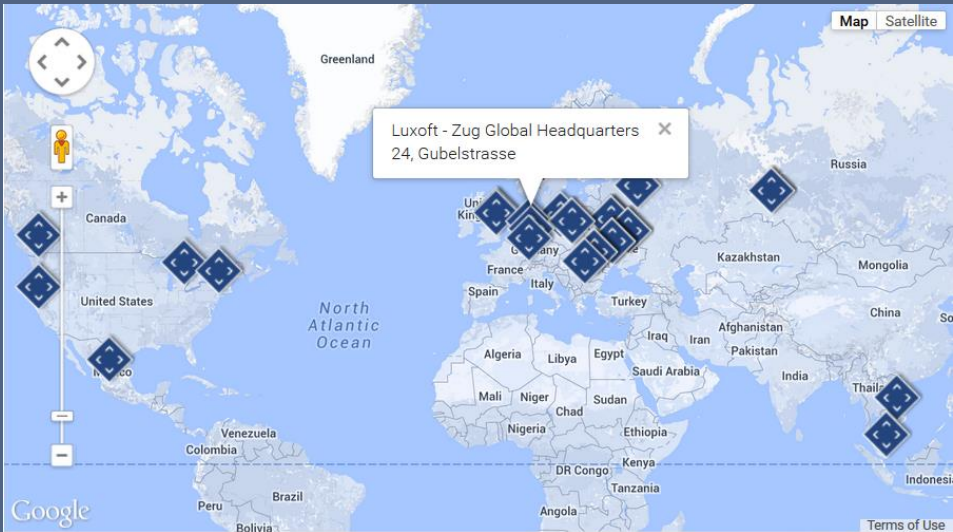 Map Satellite
Greenland
Luxoft - Zug Global Headquarters
24, Gubelstrasse
Russia
Canada
Kazakhstan
Mongolia
France
Italy
Spain
United States
Turkey
China
North
Atlantic
Ocean
Afghanistan
Iraq
Iran
Pakistan
Algeria
Libya
Egypt
Saudi Arabia
India
Mali
Niger
Sudan
Chad
Nigeria
Ethiopia
Venezuela
Colombia
Kenya
DR Congo
Indonesi
Tanzania
Brazil
Peru
Angola
Bolivia
Google
Terms of Use